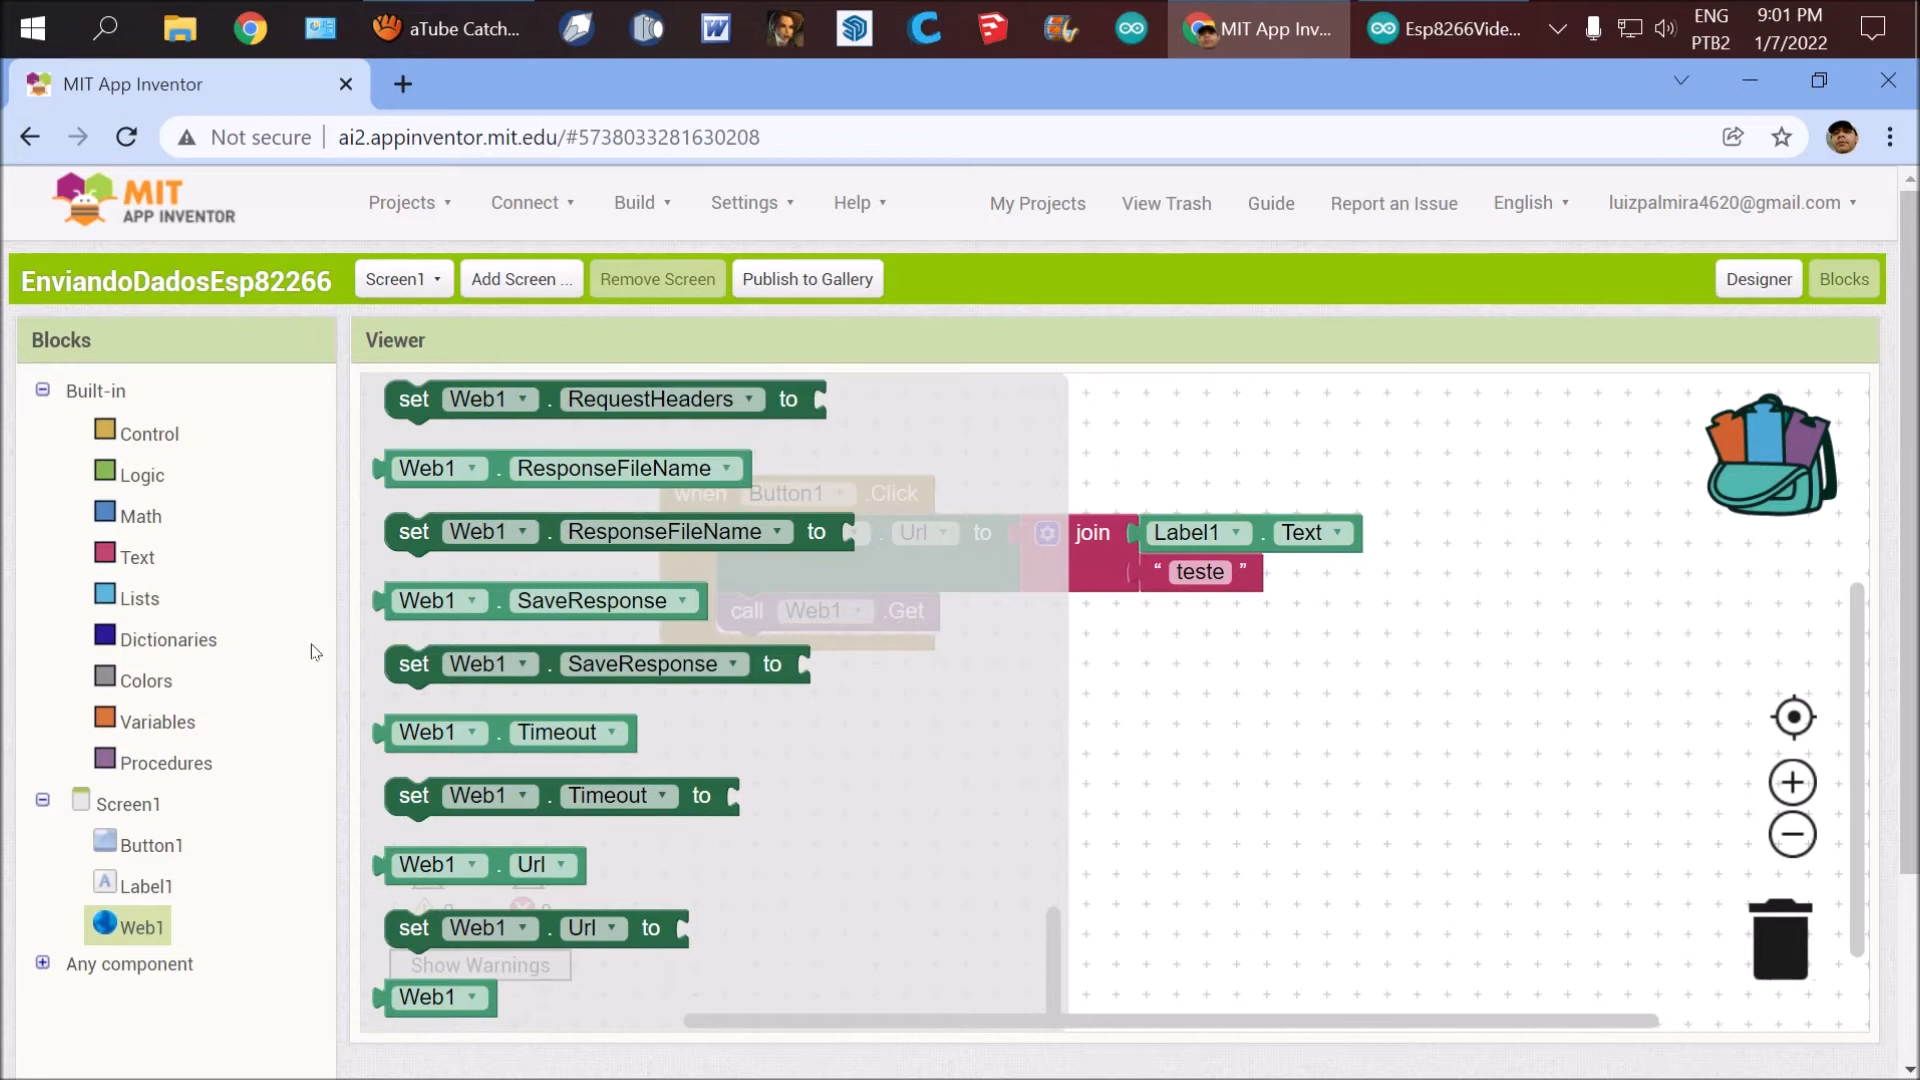 aTube Catch...
MIT App Inv...
Esp8266Vide...
ENG
PTB2
9:01 PM
1/7/2022
MIT App Inventor
Not secure
ai2.appinventor.mit.edu/#5738033281630208
MIT
APP INVENTOR
Projects
Connect
Build
Settings
Help
My Projects
View Trash
Guide
Report an Issue
English
luizpalmira4620@gmail.com
EnviandoDadosEsp82266
Screen1
Add Screen ...
Remove Screen
Publish to Gallery
Designer
Blocks
Blocks
Viewer
Built-in
Control
Logic
Math
Text
Lists
Dictionaries
Colors
Variables
Procedures
Screen1
Button1
Label1
Web1
Any component
set Web1 . RequestHeaders to
Web1 . ResponseFileName
when Button1 .Click
set Web1 . ResponseFileName to
. Url to
join Label1 . Text
“ teste ”
Web1 . SaveResponse
call Web1 .Get
set Web1 . SaveResponse to
Web1 . Timeout
set Web1 . Timeout to
Web1 . Url
set Web1 . Url to
Show Warnings
Web1